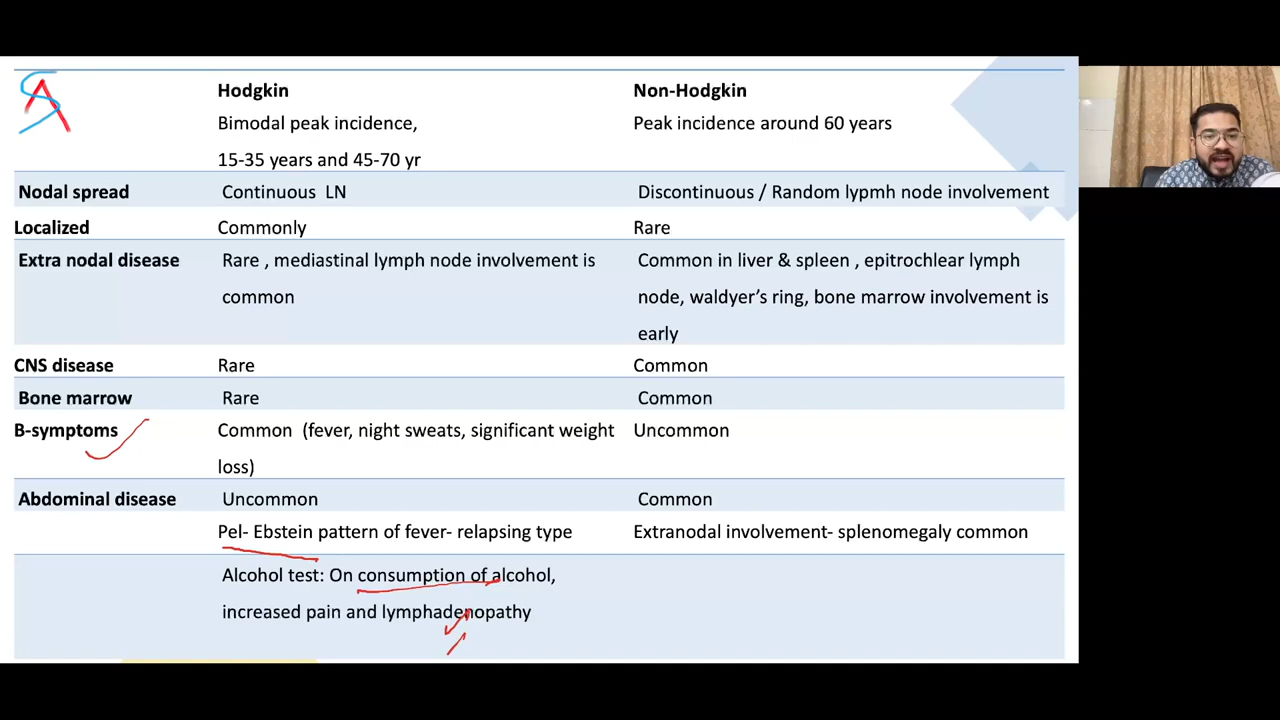 SA
Hodgkin Non-Hodgkin
Bimodal peak incidence, Peak incidence around 60 years
15-35 years and 45-70 yr
Nodal spread Continuous LN Discontinuous / Random lypmh node involvement
Localized Commonly Rare
Extra nodal disease Rare , mediastinal lymph node involvement is Common in liver & spleen , epitrochlear lymph
common node, waldyer’s ring, bone marrow involvement is
early
CNS disease Rare Common
Bone marrow Rare Common
B-symptoms Common (fever, night sweats, significant weight Uncommon
loss)
Abdominal disease Uncommon Common
Pel- Ebstein pattern of fever- relapsing type Extranodal involvement- splenomegaly common
Alcohol test: On consumption of alcohol,
increased pain and lymphadenopathy